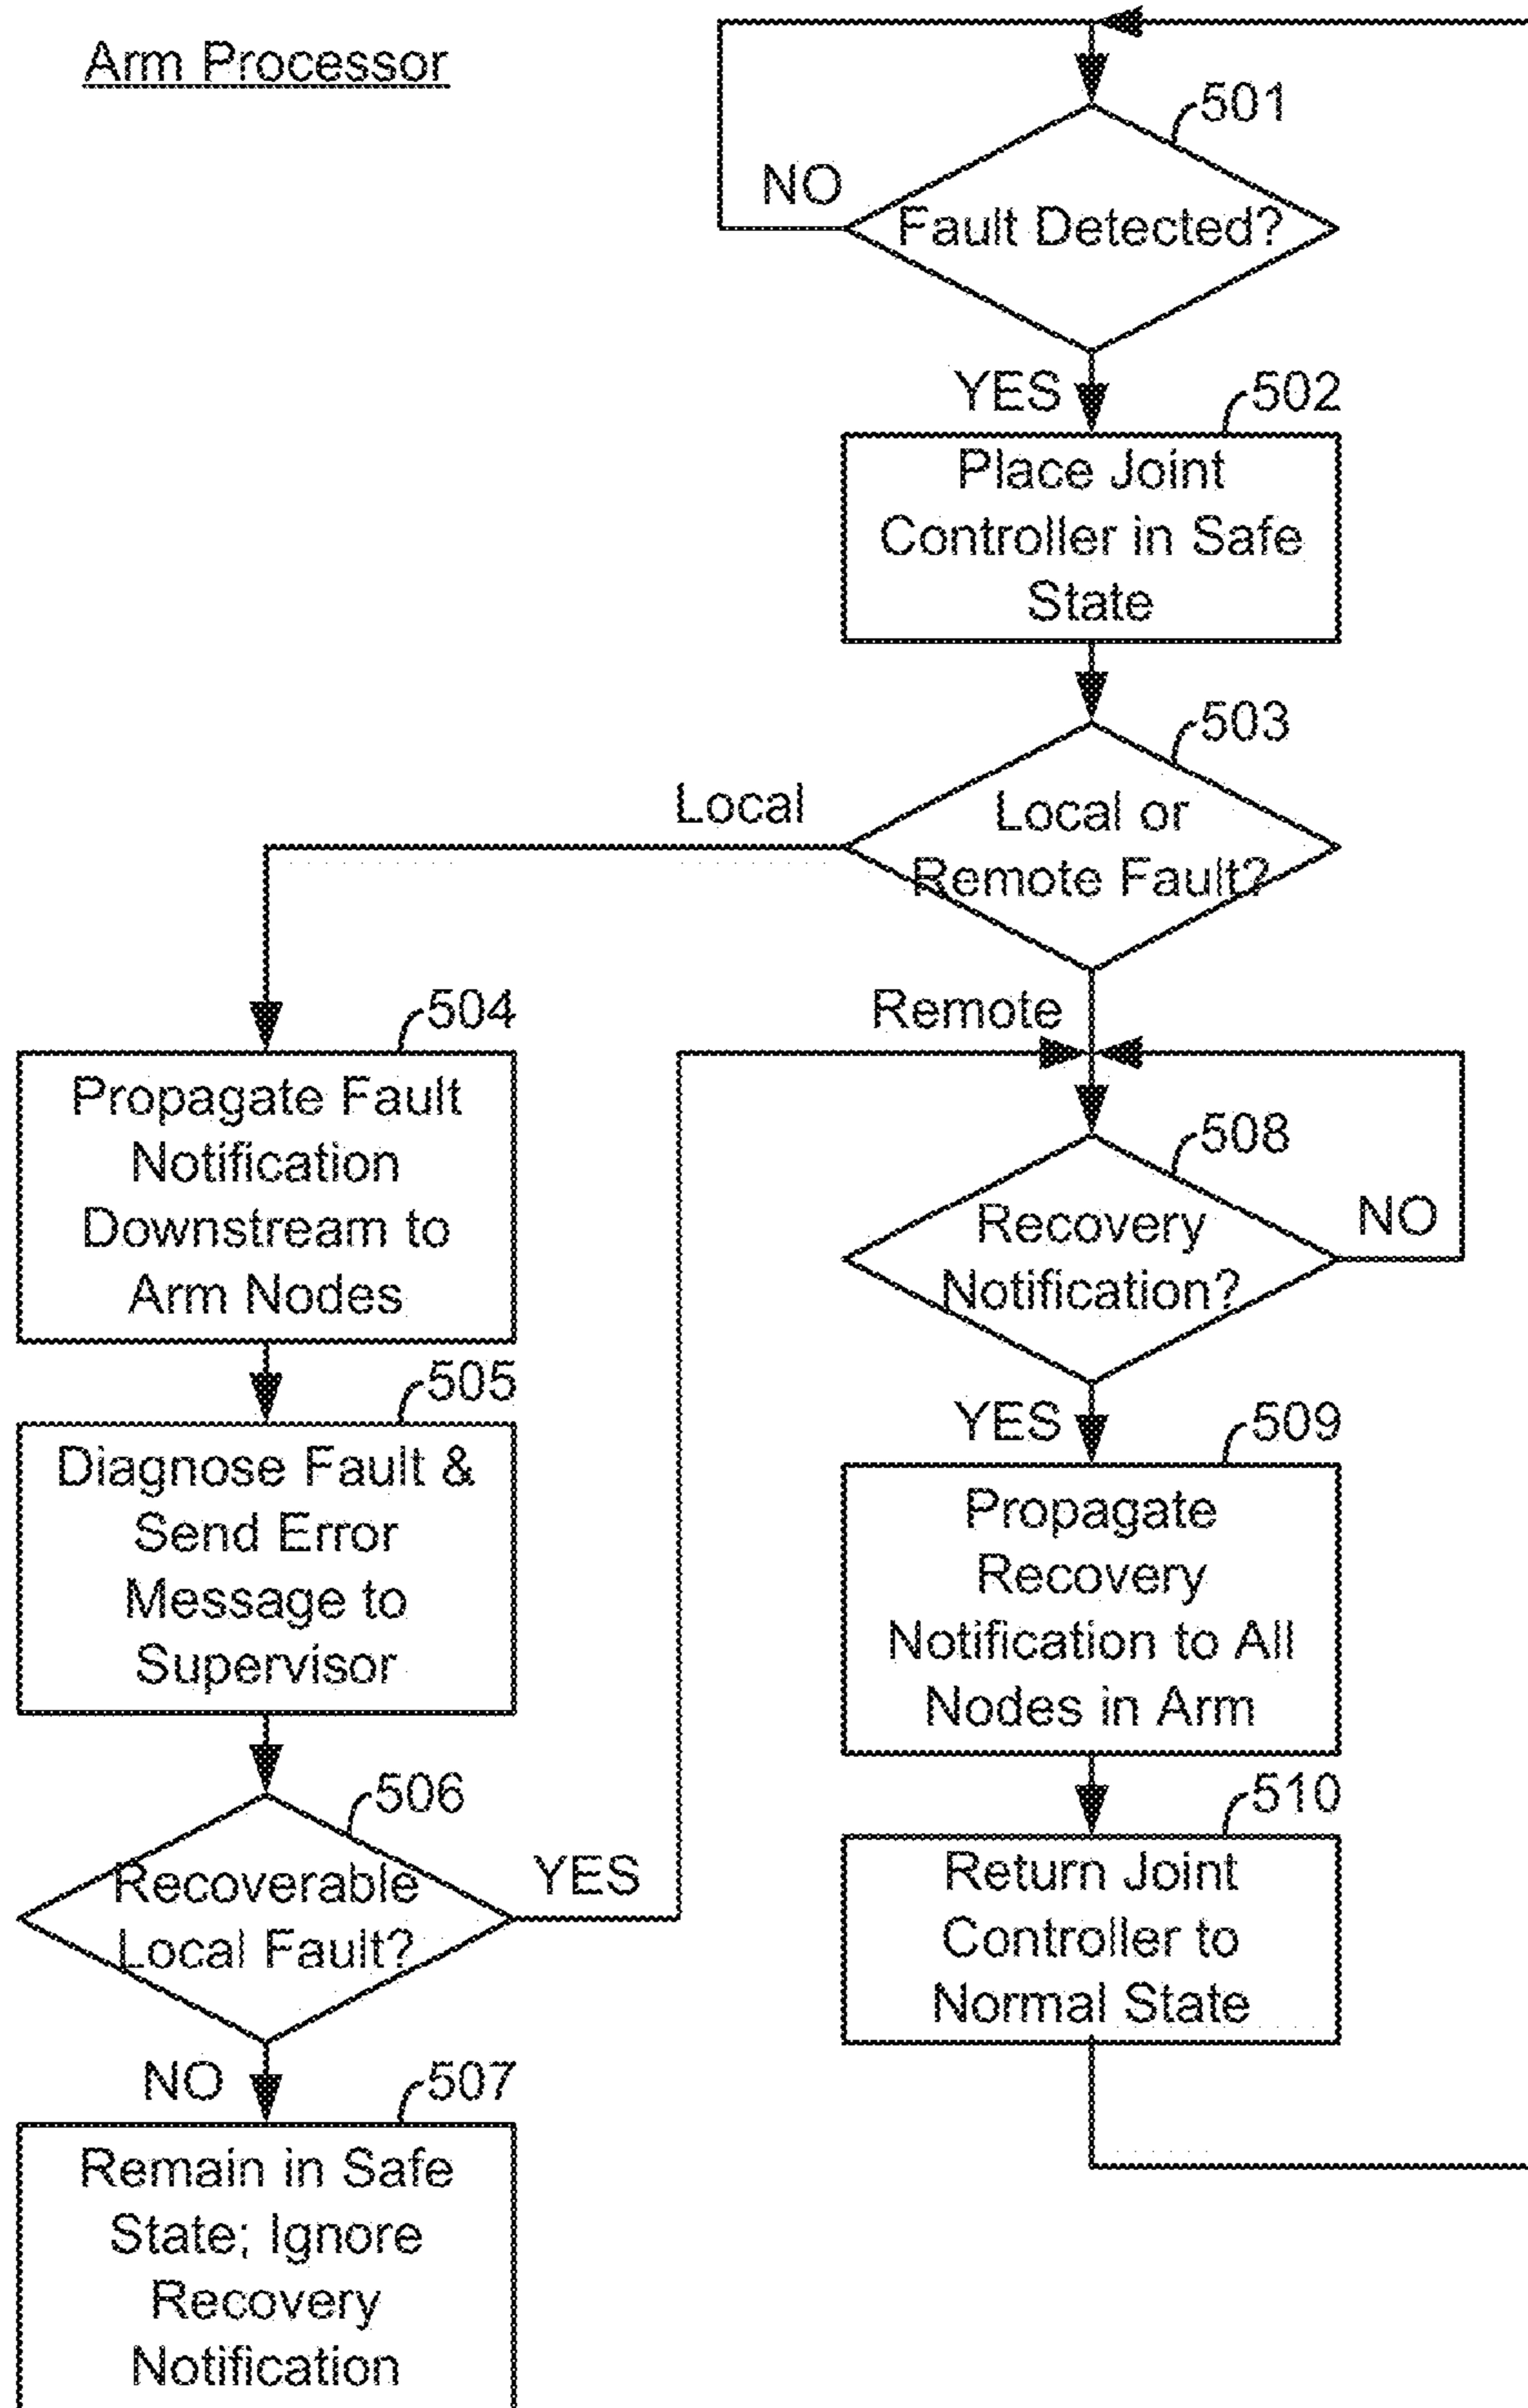 Arm Processor
501
NO
Fault Detected?
YES
502
Place Joint
Controller in Safe
State
503
Local
Local or
Remote Fault?
Remote
504
Propagate Fault
Notification
Downstream to
Arm Nodes
505
Diagnose Fault &
Send Error
Message to
Supervisor
506
Recoverable
Local Fault?
YES
NO
507
Remain in Safe
State; Ignore
Recovery
Notification
508
Recovery
Notification?
NO
YES
509
Propagate
Recovery
Notification to All
Nodes in Arm
510
Return Joint
Controller to
Normal State